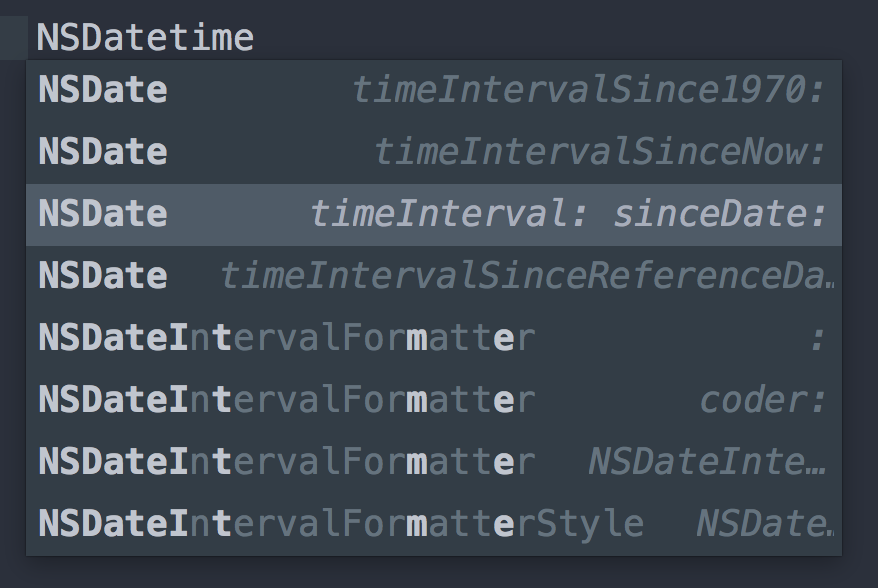 NSDatetime
NSDate timeIntervalSince1970:
NSDate timeIntervalSinceNow:
NSDate timeInterval: sinceDate:
NSDate timeIntervalSinceReferenceDa…
NSDateIntervalFormatter :
NSDateIntervalFormatter coder:
NSDateIntervalFormatter NSDateInte…
NSDateIntervalFormatterStyle NSDate…